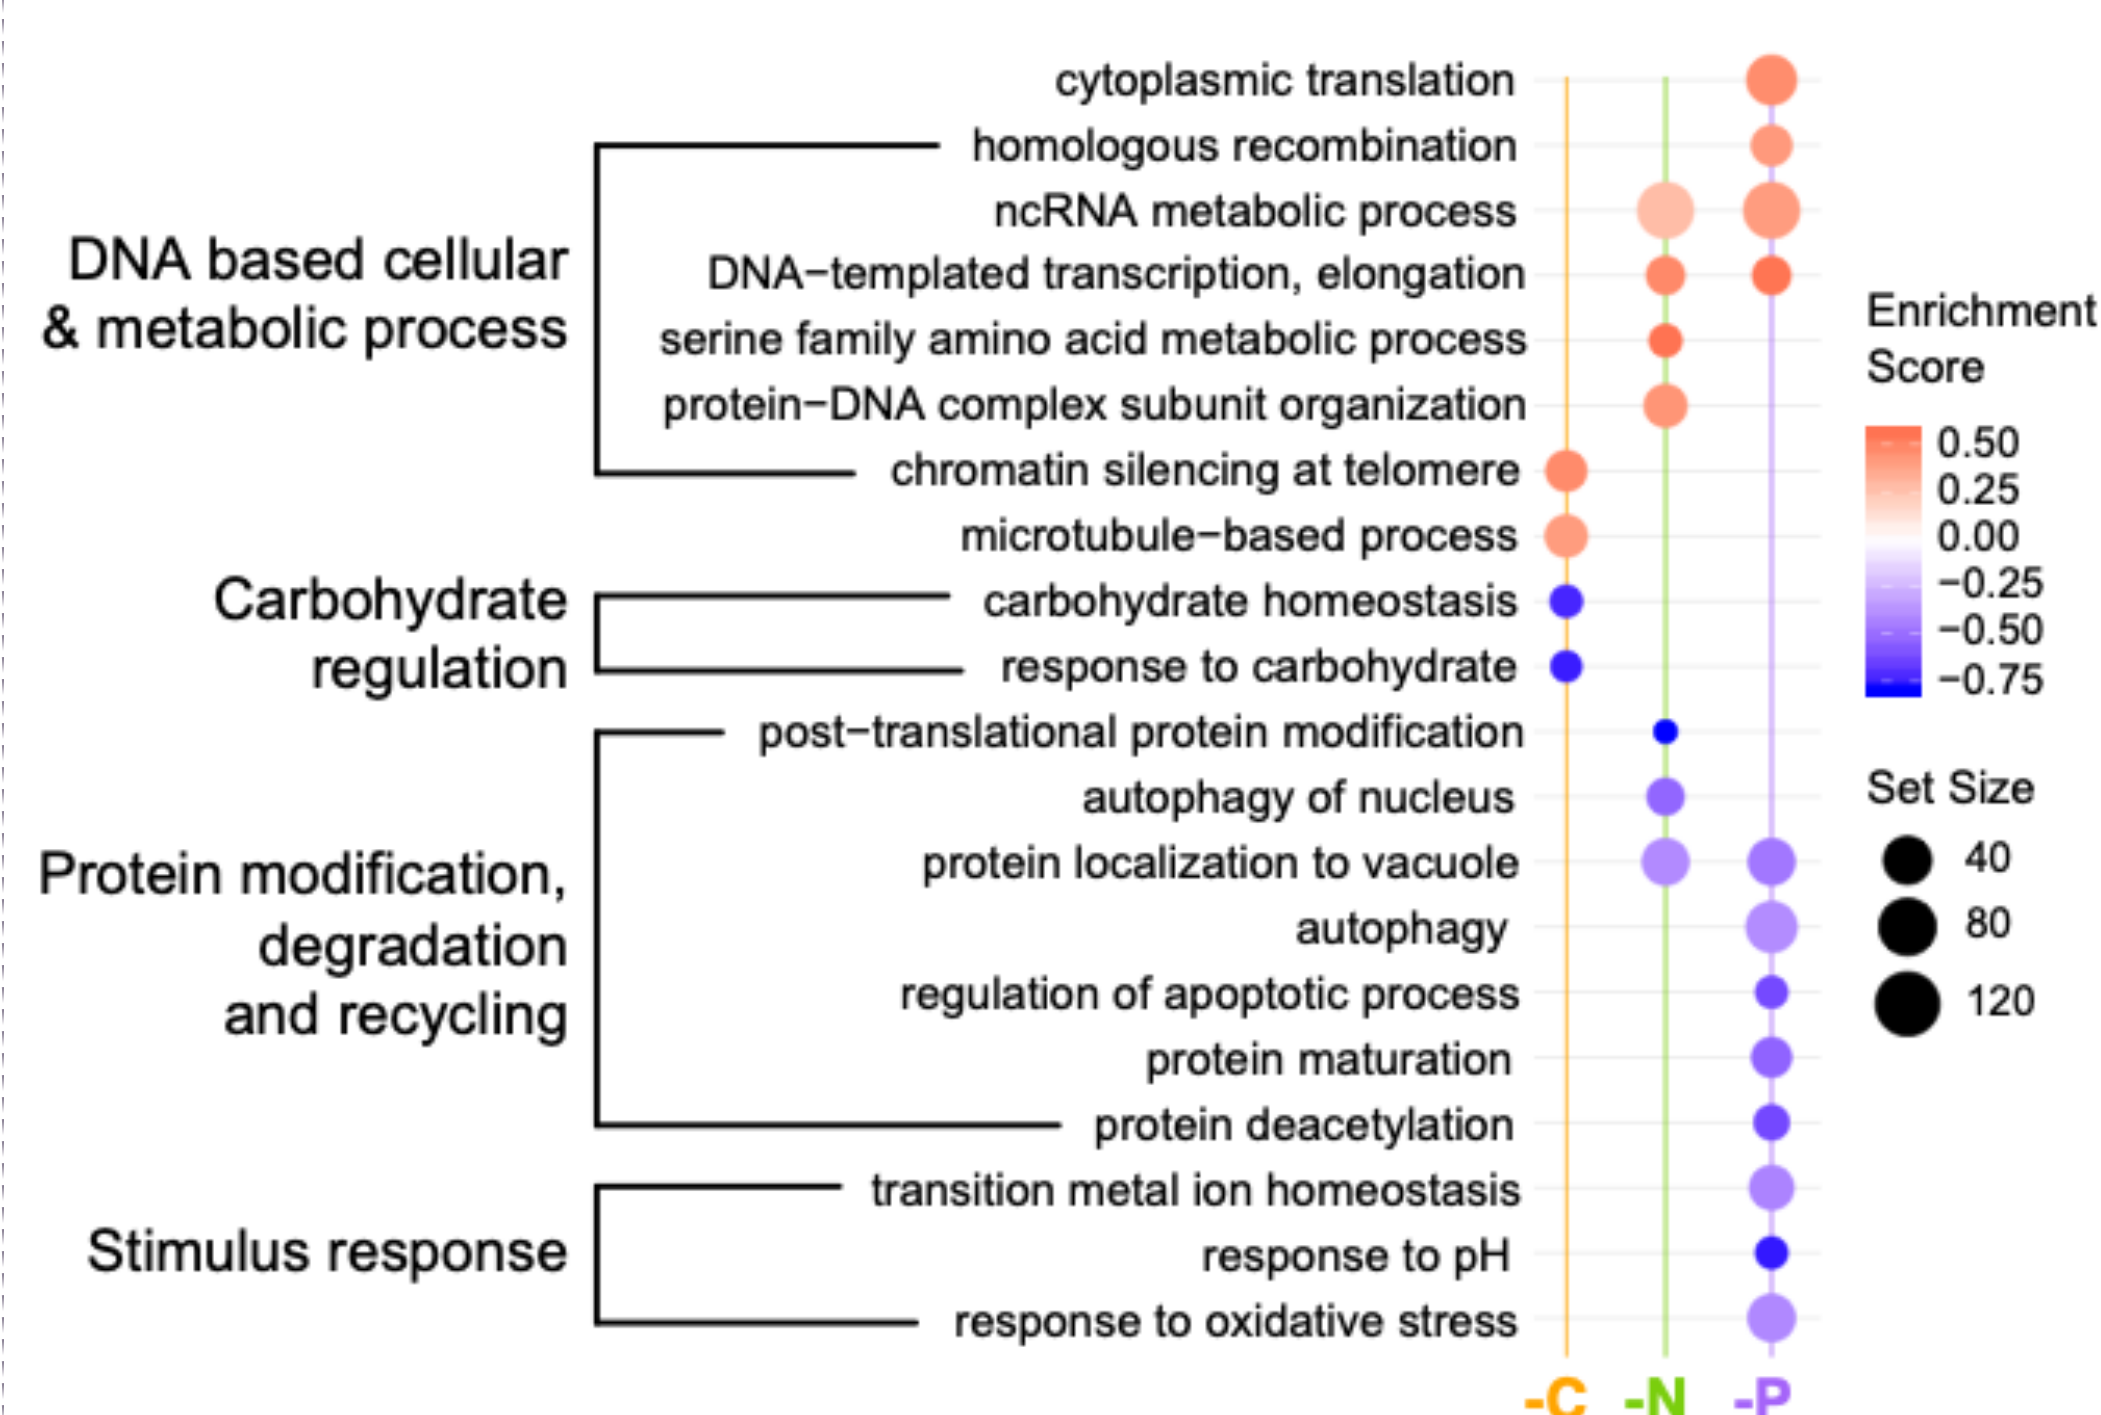 cytoplasmic translation
homologous recombination
ncRNA metabolic process
DNA−templated transcription, elongation
serine family amino acid metabolic process
protein−DNA complex subunit organization
chromatin silencing at telomere
microtubule−based process
carbohydrate homeostasis
response to carbohydrate
post−translational protein modification
autophagy of nucleus
protein localization to vacuole
autophagy
regulation of apoptotic process
protein maturation
protein deacetylation
transition metal ion homeostasis
response to pH
response to oxidative stress
DNA based cellular
& metabolic process
Carbohydrate
regulation
Protein modification,
degradation
and recycling
Stimulus response
-C
-N
-P
Enrichment
Score
0.50
0.25
0.00
−0.25
−0.50
−0.75
Set Size
40
80
120